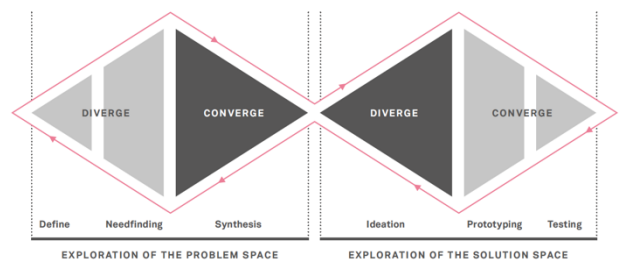 DIVERGE
CONVERGE
DIVERGE
CONVERGE
Define
Needfinding
Synthesis
Ideation
Prototyping
Testing
EXPLORATION OF THE PROBLEM SPACE
EXPLORATION OF THE SOLUTION SPACE